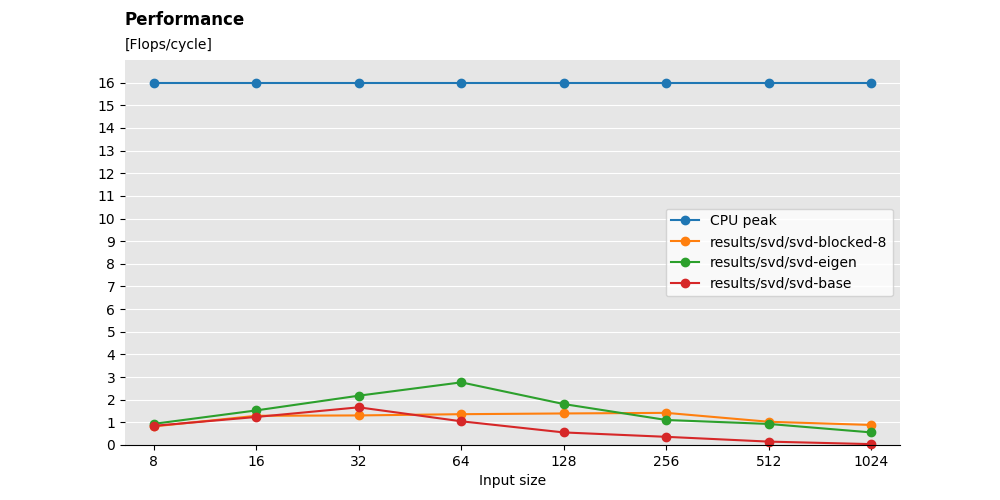 Performance
[Flops/cycle]
16
15
14
13
12
11
10
9
8
7
6
5
4
3
2
1
0
CPU peak
results/svd/svd-blocked-8
results/svd/svd-eigen
results/svd/svd-base
8 16 32 64 128 256 512 1024
Input size